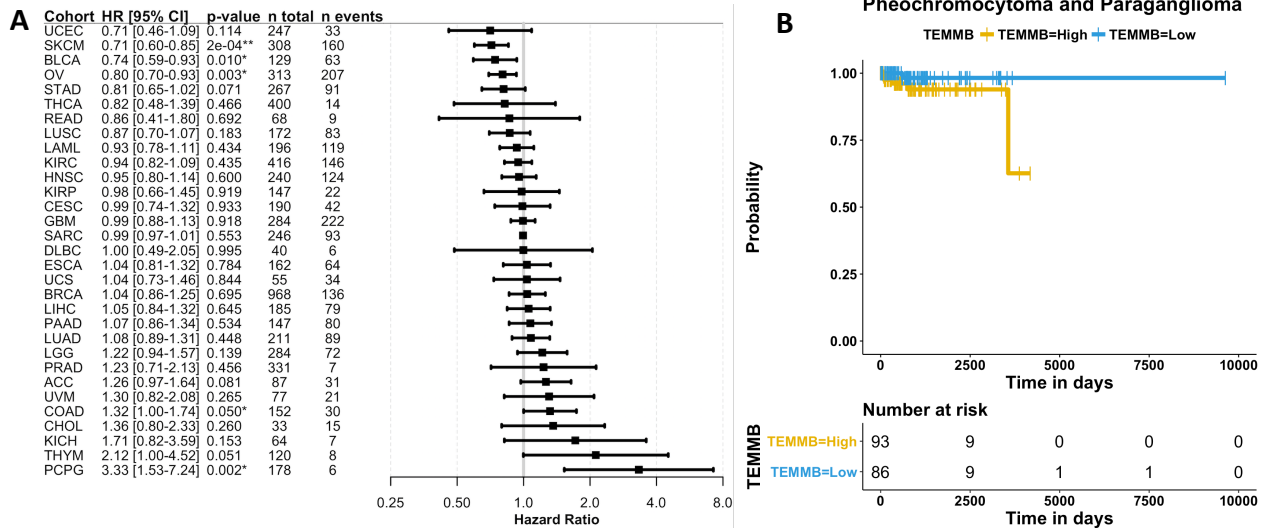 A
Cohort HR [95% CI] p-value n total n events
UCEC 0.71 [0.46-1.09] 0.114 247 33
SKCM 0.71 [0.60-0.85] 2e-04** 308 160
BLCA 0.74 [0.59-0.93] 0.010* 129 63
OV 0.80 [0.70-0.93] 0.003* 313 207
STAD 0.81 [0.65-1.02] 0.071 267 91
THCA 0.82 [0.48-1.39] 0.466 400 14
READ 0.86 [0.41-1.80] 0.692 68 9
LUSC 0.87 [0.70-1.07] 0.183 172 83
LAML 0.93 [0.78-1.11] 0.434 196 119
KIRC 0.94 [0.82-1.09] 0.435 416 146
HNSC 0.95 [0.80-1.14] 0.600 240 124
KIRP 0.98 [0.66-1.45] 0.919 147 22
CESC 0.99 [0.74-1.32] 0.933 190 42
GBM 0.99 [0.88-1.13] 0.918 284 222
SARC 0.99 [0.97-1.01] 0.553 246 93
DLBC 1.00 [0.49-2.05] 0.995 40 6
ESCA 1.04 [0.81-1.32] 0.784 162 64
UCS 1.04 [0.73-1.46] 0.844 55 34
BRCA 1.04 [0.86-1.25] 0.695 968 136
LIHC 1.05 [0.84-1.32] 0.645 185 79
PAAD 1.07 [0.86-1.34] 0.534 147 80
LUAD 1.08 [0.89-1.31] 0.448 211 89
LGG 1.22 [0.94-1.57] 0.139 284 72
PRAD 1.23 [0.71-2.13] 0.456 331 7
ACC 1.26 [0.97-1.64] 0.081 87 31
UVM 1.30 [0.82-2.08] 0.265 77 21
COAD 1.32 [1.00-1.74] 0.050* 152 30
CHOL 1.36 [0.80-2.33] 0.260 33 15
KICH 1.71 [0.82-3.59] 0.153 64 7
THYM 2.12 [1.00-4.52] 0.051 120 8
PCPG 3.33 [1.53-7.24] 0.002* 178 6
0.25 0.50 1.0 2.0 4.0 8.0
Hazard Ratio
B
Pheochromocytoma and Paraganglioma
TEMMB TEMMB=High TEMMB=Low
Probability
1.00
0.75
0.50
0.25
0.00
0 2500 5000 7500 10000
Time in days
Number at risk
TEMMB
TEMMB=High 93 9 0 0 0
TEMMB=Low 86 9 1 1 0
0 2500 5000 7500 10000
Time in days